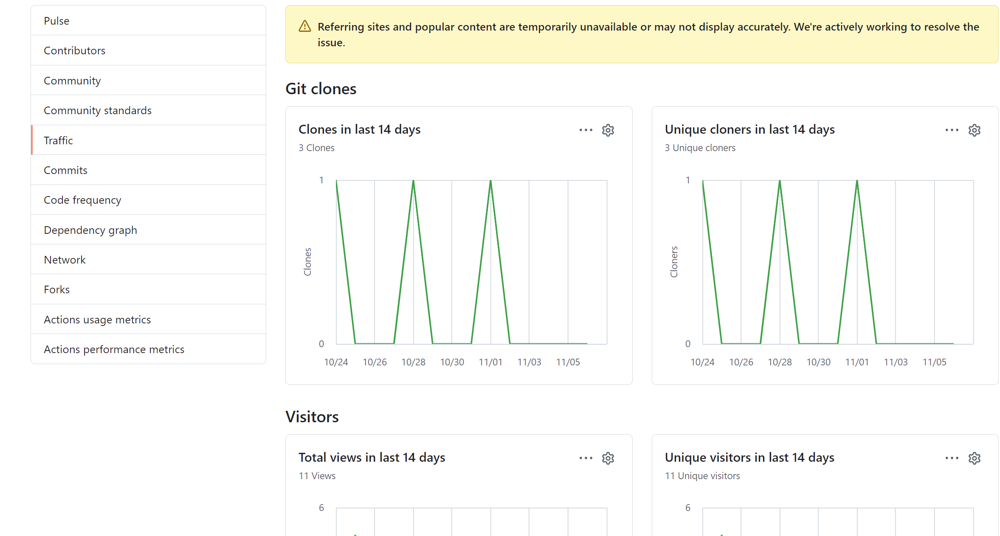 Pulse
Contributors
Community
Community standards
Traffic
Commits
Code frequency
Dependency graph
Network
Forks
Actions usage metrics
Actions performance metrics
Referring sites and popular content are temporarily unavailable or may not display accurately. We're actively working to resolve the
issue.
Git clones
Clones in last 14 days
3 Clones
1
Clones
0
10/24 10/26 10/28 10/30 11/01 11/03 11/05
Unique cloners in last 14 days
3 Unique cloners
1
Cloners
0
10/24 10/26 10/28 10/30 11/01 11/03 11/05
Visitors
Total views in last 14 days
11 Views
6
Unique visitors in last 14 days
11 Unique visitors
6